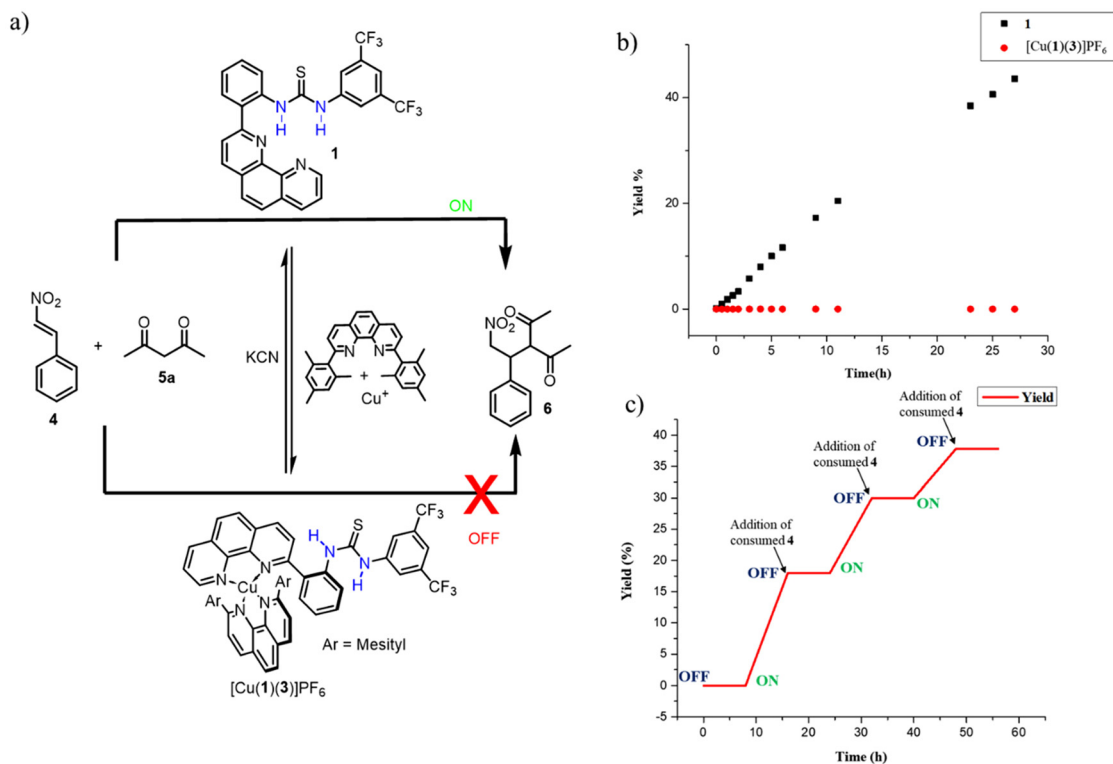 a)
CF₃
S
N
N
H
H
CF₃
N
N
1
ON
NO₂
+
O
O
5a
4
KCN
N
N
+
Cu⁺
O
NO₂
O
6
X
OFF
H
N
S
N
H
CF₃
CF₃
N
N
Cu
Ar
Ar
N
N
Ar = Mesityl
[Cu(1)(3)]PF₆
b)
1
[Cu(1)(3)]PF₆
Yield %
40
20
0
0 5 10 15 20 25 30
Time(h)
c)
Yield
Addition of
consumed 4
OFF
Addition of
consumed 4
OFF
ON
Addition of
consumed 4
OFF
ON
OFF
ON
Yield (%)
40
35
30
25
20
15
10
5
0
-5
0 10 20 30 40 50 60
Time (h)